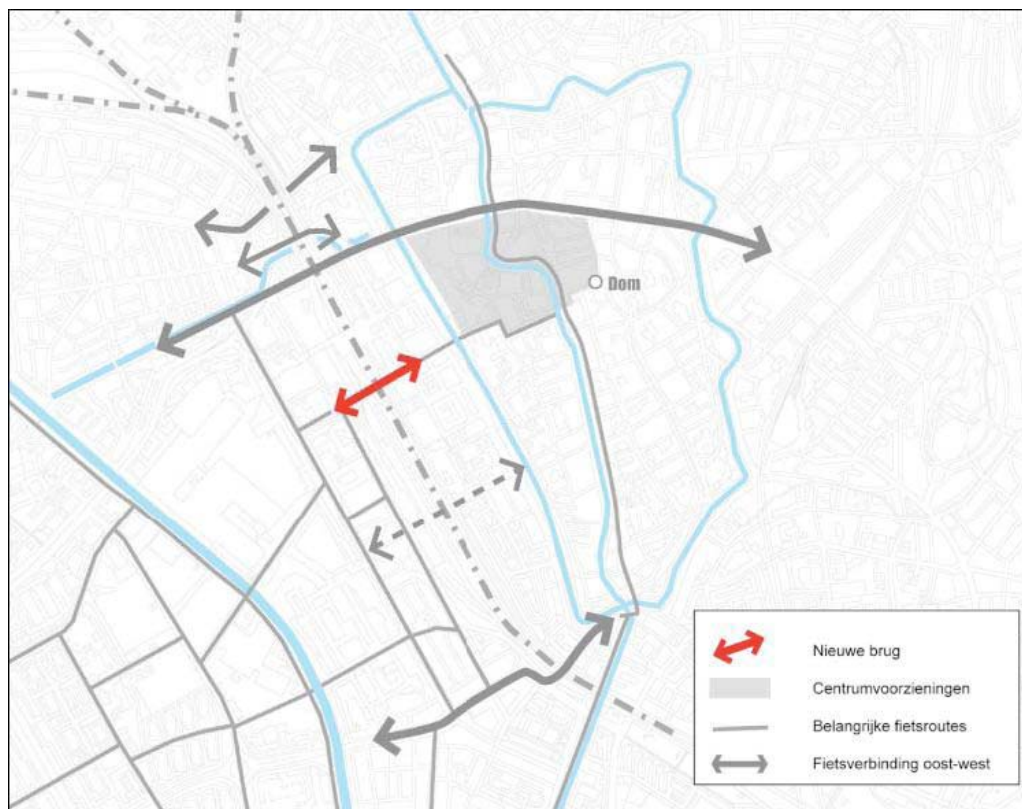 Dom
Nieuwe brug
Centrumvoorzieningen
Belangrijke fietsroutes
Fietsverbinding oost-west